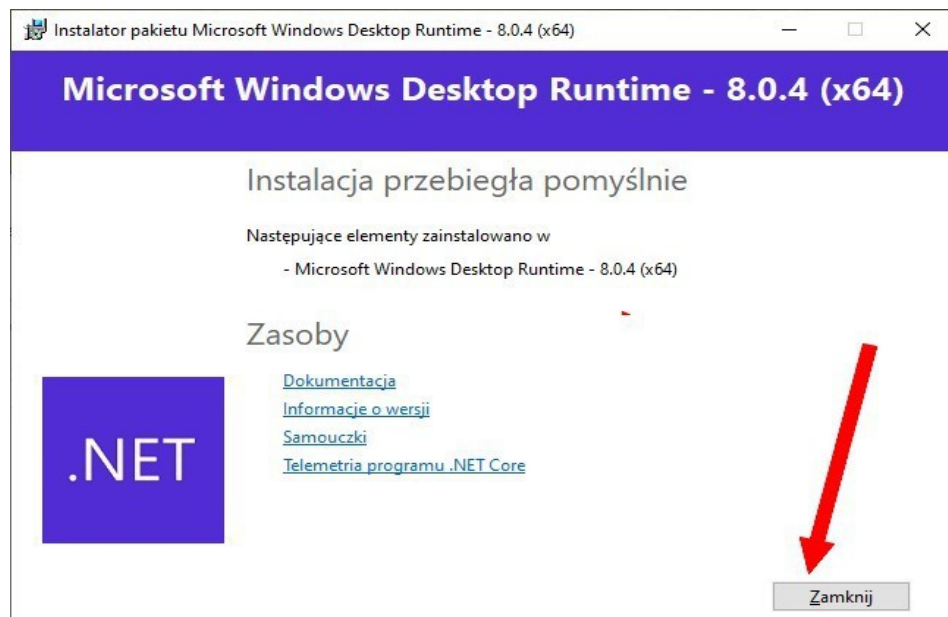 Instalator pakietu Microsoft Windows Desktop Runtime - 8.0.4 (x64)
Microsoft Windows Desktop Runtime - 8.0.4 (x64)
Instalacja przebiegła pomyślnie
Następujące elementy zainstalowano w
- Microsoft Windows Desktop Runtime - 8.0.4 (x64)
Zasoby
Dokumentacja
Informacje o wersji
Samouczki
Telemetria programu .NET Core
.NET
Zamknij